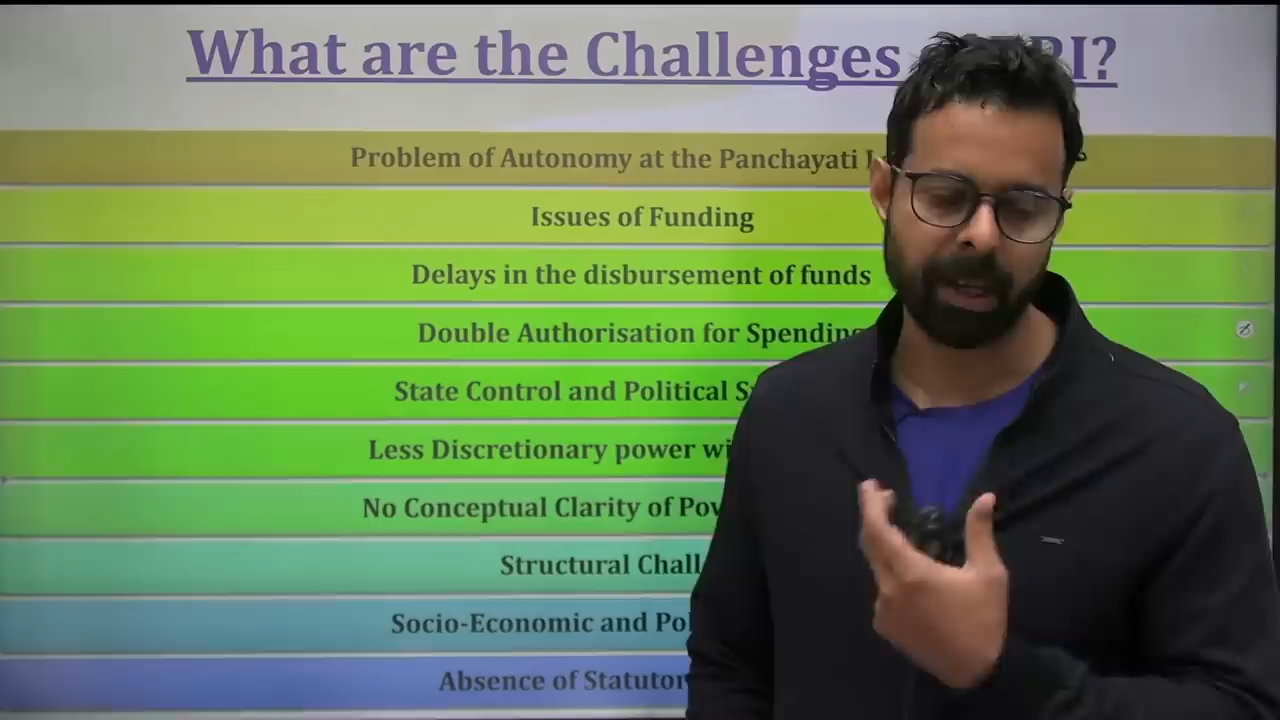 What are the Challenges
Problem of Autonomy at the Panchayati
Issues of Funding
Delays in the disbursement of funds
Double Authorisation for Spending
State Control and Political
Less Discretionary power
No Conceptual Clarity of
Structural
Socio-Economic and
Absence of